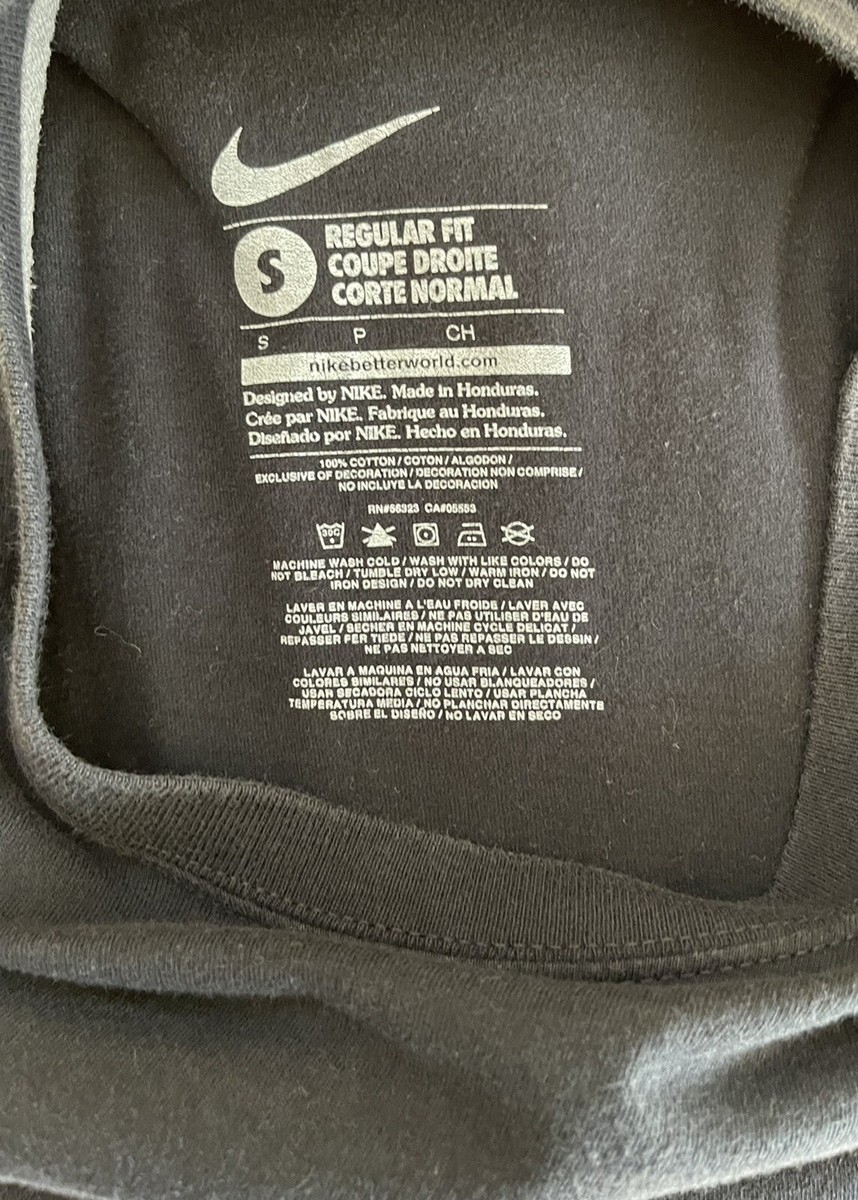 S
REGULAR FIT
COUPE DROITE
CORTE NORMAL
S P CH
nikebetterworld.com
Designed by NIKE. Made in Honduras.
Crée par NIKE. Fabrique au Honduras.
Diseñado por NIKE. Hecho en Honduras.
100% COTTON / COTON / ALGODON /
EXCLUSIVE OF DECORATION / DECORATION NON COMPRISE /
NO INCLUYE LA DECORACION
RN#56323 CA#05553
30C
MACHINE WASH COLD / WASH WITH LIKE COLORS / DO
NOT BLEACH / TUMBLE DRY LOW / WARM IRON / DO NOT
IRON DESIGN / DO NOT DRY CLEAN
LAVER EN MACHINE A L'EAU FROIDE / LAVER AVEC
COULEURS SIMILAIRES / NE PAS UTILISER D'EAU DE
JAVEL / SECHER EN MACHINE CYCLE DELICAT /
REPASSER FER TIEDE / NE PAS REPASSER LE DESSIN /
NE PAS NETTOYER A SEC
LAVAR A MAQUINA EN AGUA FRIA / LAVAR CON
COLORES SIMILARES / NO USAR BLANQUEADORES /
USAR SECADORA CICLO LENTO / USAR PLANCHA
TEMPERATURA MEDIA / NO PLANCHAR DIRECTAMENTE
SOBRE EL DISEÑO / NO LAVAR EN SECO